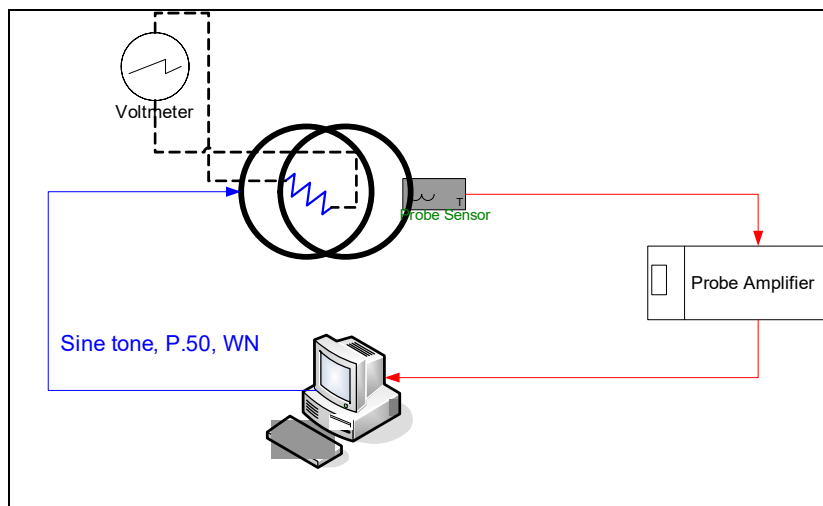 Voltmeter
T
Probe Sensor
Probe Amplifier
Sine tone, P.50, WN